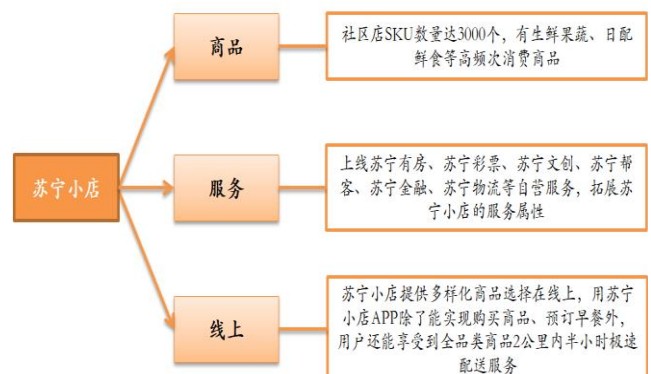 商品
社区店SKU数量达3000个，有生鲜果蔬、日配
鲜食等高频次消费商品
苏宁小店
服务
上线苏宁有房、苏宁彩票、苏宁文创、苏宁帮
客、苏宁金融、苏宁物流等自营服务，拓展苏
宁小店的服务属性
线上
苏宁小店提供多样化商品选择在线上，用苏宁
小店APP除了能实现购买商品、预订早餐外，
用户还能享受到全品类商品2公里内半小时极速
配送服务